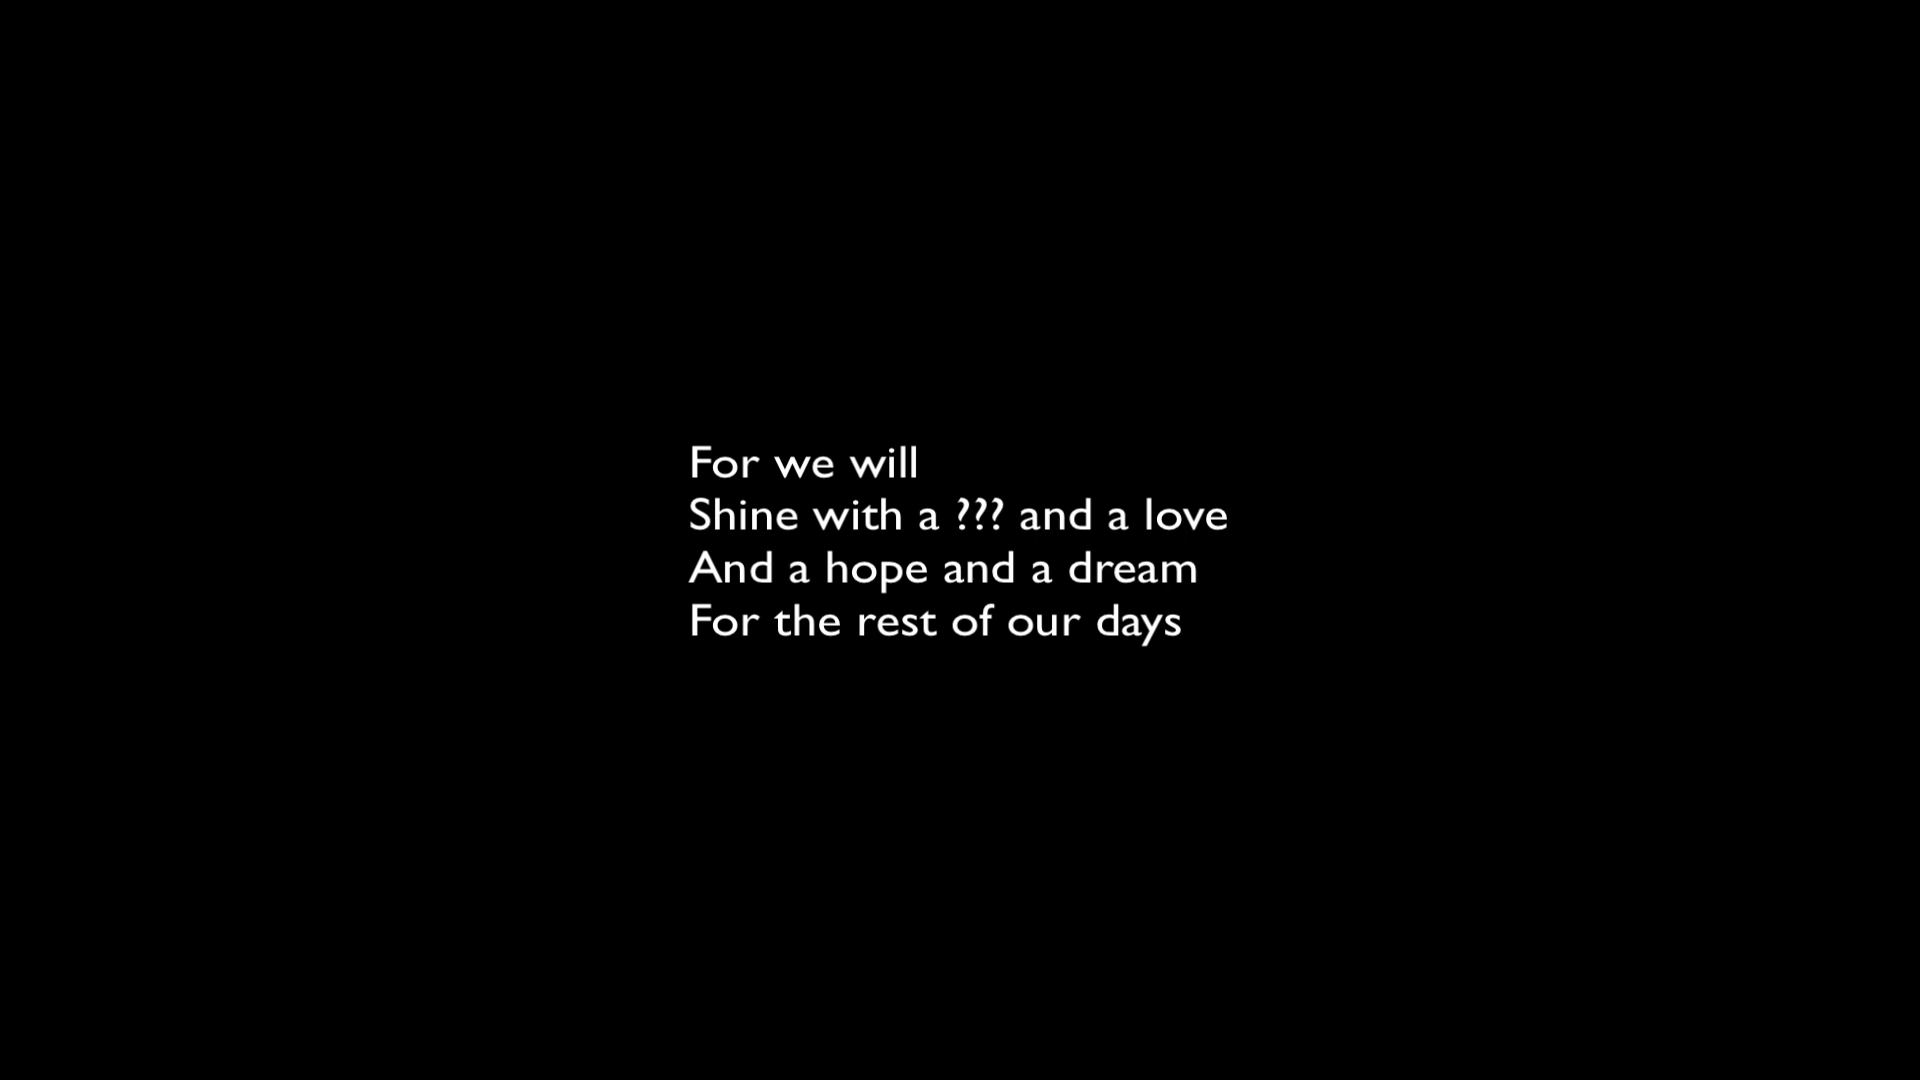 For we will
Shine with a ??? and a love
And a hope and a dream
For the rest of our days